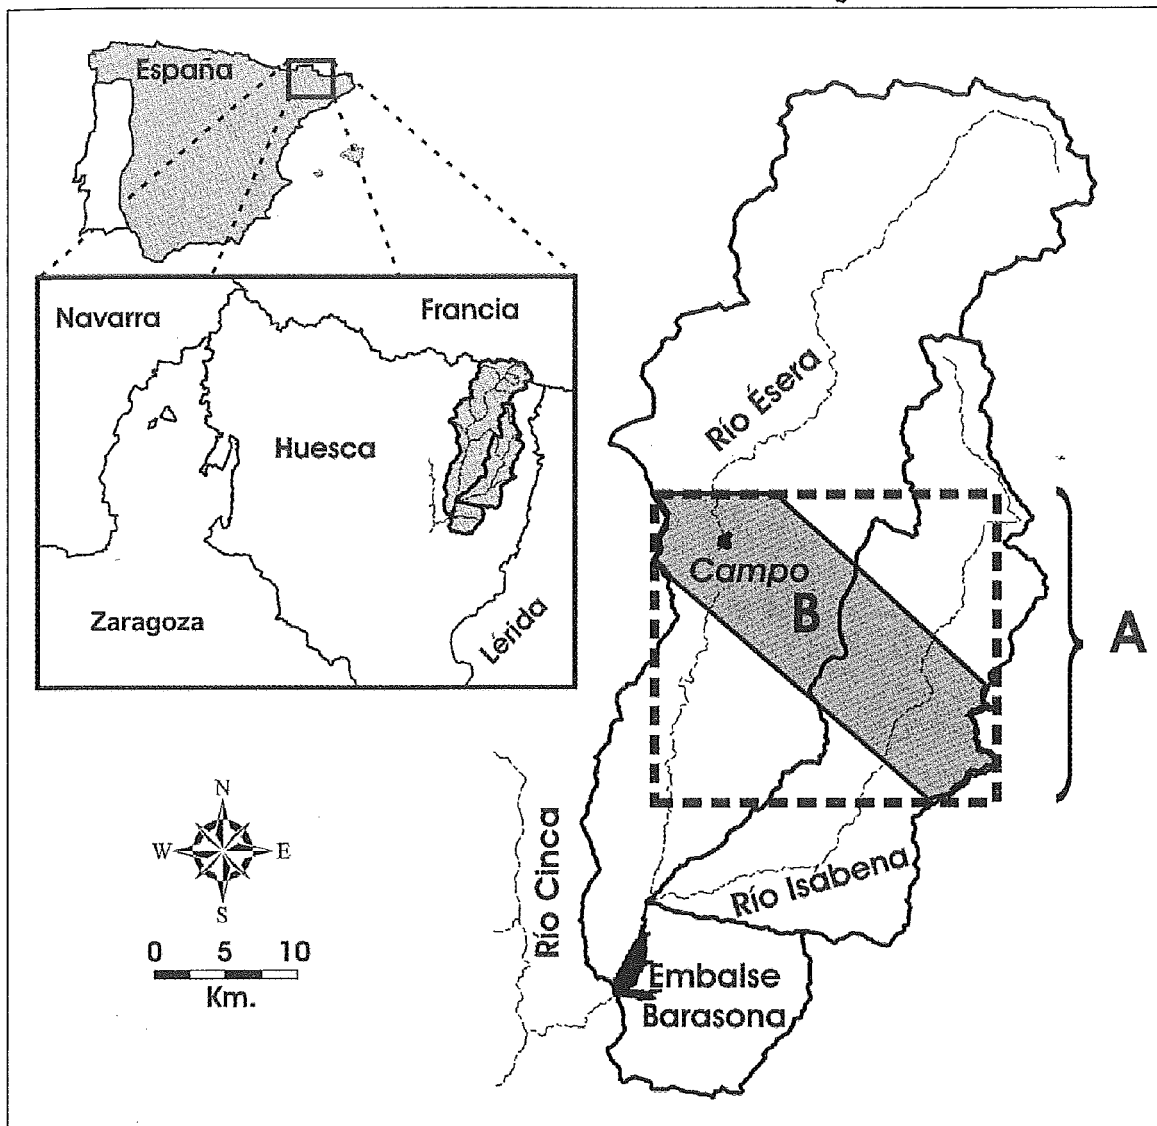 España
Navarra
Francia
Huesca
Zaragoza
Lérida
Río Ésera
Campo
B
A
Río Cinca
Río Isabena
Embalse
Barasona
N
W E
S
0 5 10
Km.